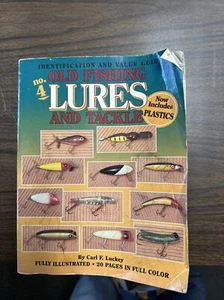 IDENTIFICATION AND VALUE GUIDE
OLD FISHING
no. 4 LURES
AND TACKLE
Now
Includes
PLASTICS
By Carl F. Luckey
FULLY ILLUSTRATED • 20 PAGES IN FULL COLOR